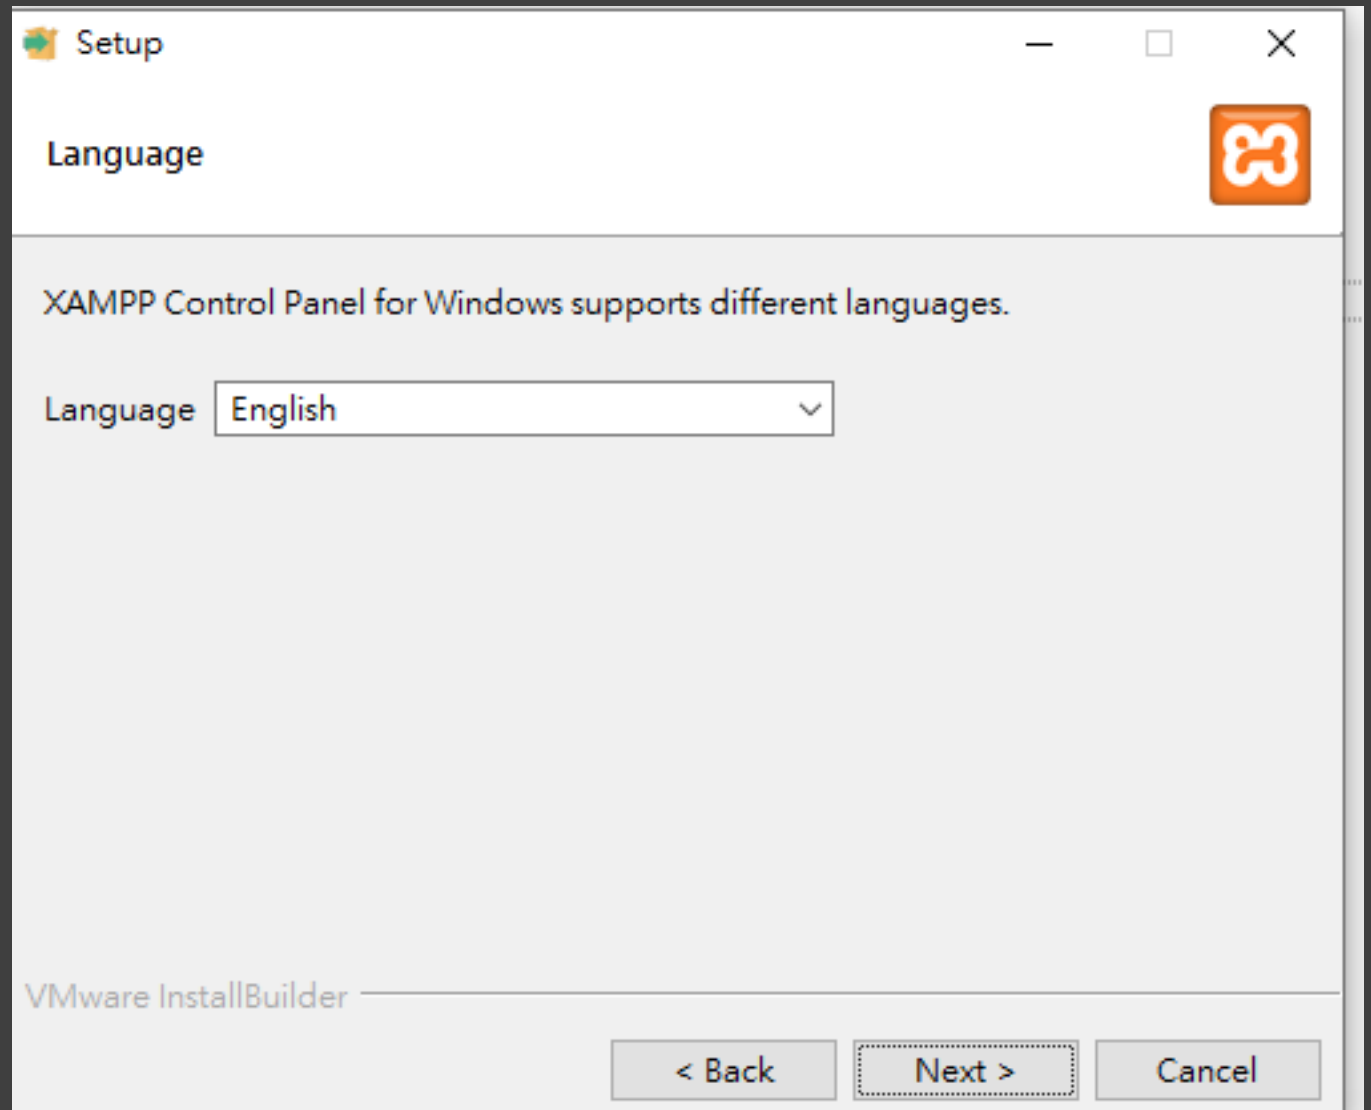 Setup
Language
XAMPP Control Panel for Windows supports different languages.
Language English
VMware InstallBuilder
< Back Next > Cancel